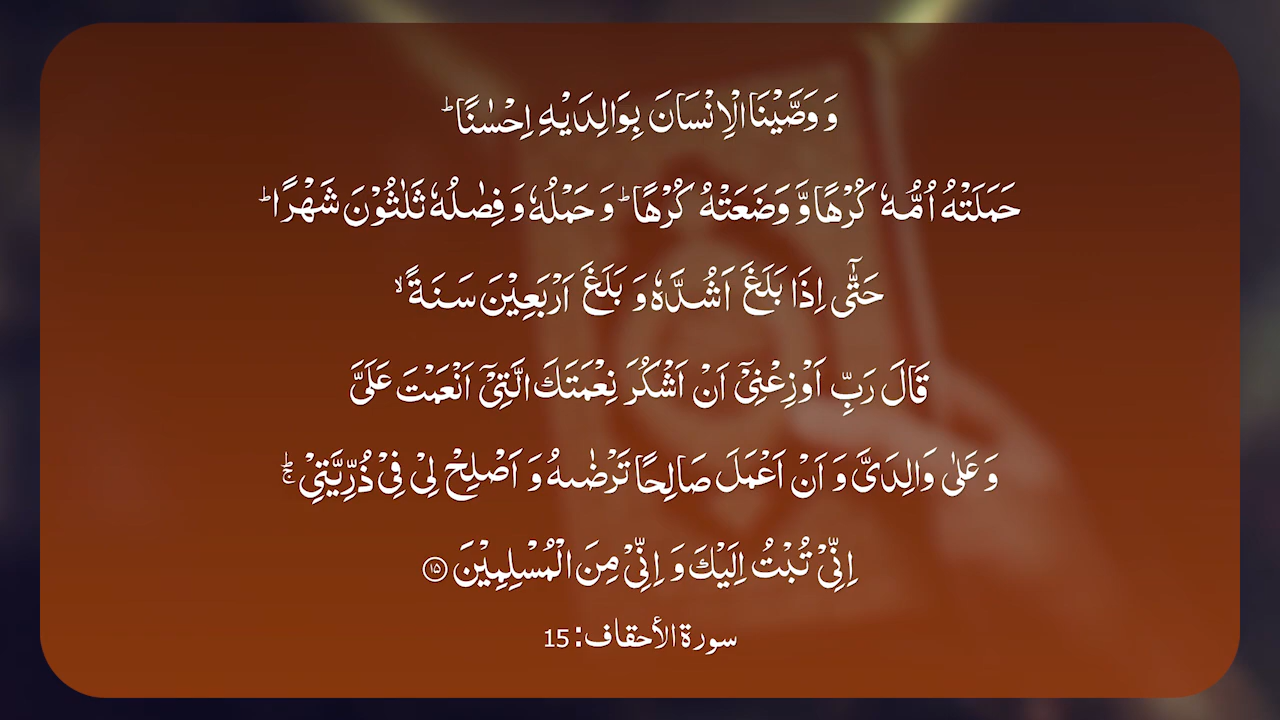 وَ وَصَّیْنَا الْاِنْسَانَ بِوَالِدَیْهِ اِحْسٰنًاؕ
حَمَلَتْهُ اُمُّهٗ كُرْهًا وَّ وَضَعَتْهُ كُرْهًاؕ وَ حَمْلُهٗ وَ فِصٰلُهٗ ثَلٰثُوْنَ شَهْرًاؕ
حَتّٰۤى اِذَا بَلَغَ اَشُدَّهٗ وَ بَلَغَ اَرْبَعِیْنَ سَنَةًۙ
قَالَ رَبِّ اَوْزِعْنِیْۤ اَنْ اَشْكُرَ نِعْمَتَكَ الَّتِیْۤ اَنْعَمْتَ عَلَیَّ
وَ عَلٰى وَالِدَیَّ وَ اَنْ اَعْمَلَ صَالِحًا تَرْضٰىهُ وَ اَصْلِحْ لِیْ فِیْ ذُرِّیَّتِیْؕۚ
اِنِّیْ تُبْتُ اِلَیْكَ وَ اِنِّیْ مِنَ الْمُسْلِمِیْنَ ﴿۱۵﴾
سورة الأحقاف: 15